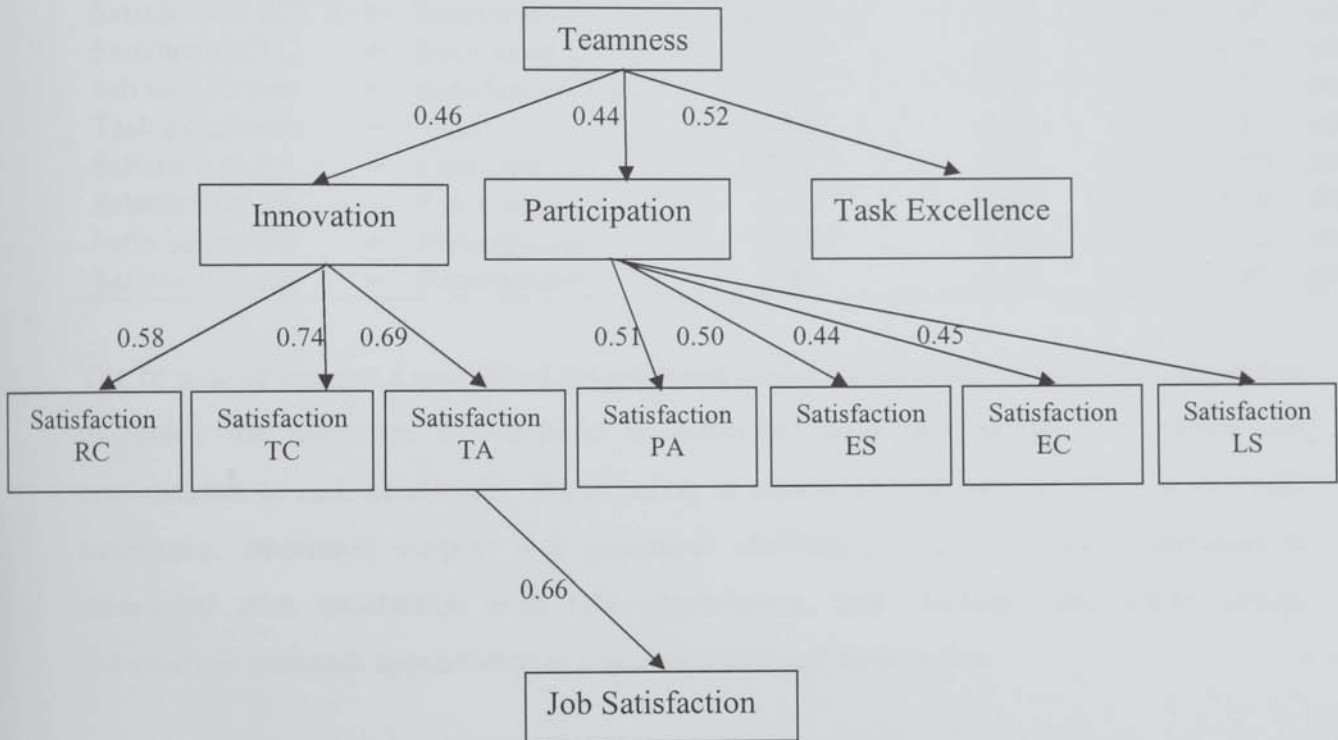 Teamness
0.46
0.44
0.52
Innovation
Participation
Task Excellence
0.58
0.74
0.69
0.51
0.50
0.44
0.45
Satisfaction
RC
Satisfaction
TC
Satisfaction
TA
Satisfaction
PA
Satisfaction
ES
Satisfaction
EC
Satisfaction
LS
0.66
Job Satisfaction